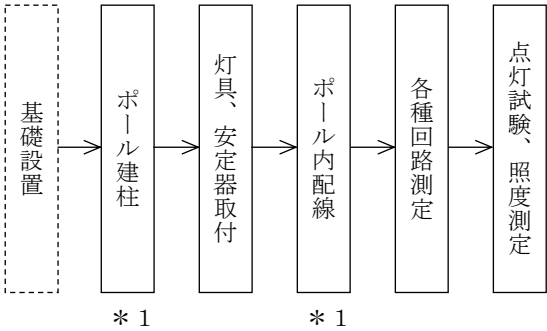 基礎設置
ポール建柱
灯具、安定器取付
ポール内配線
各種回路測定
点灯試験、照度測定
＊1
＊1